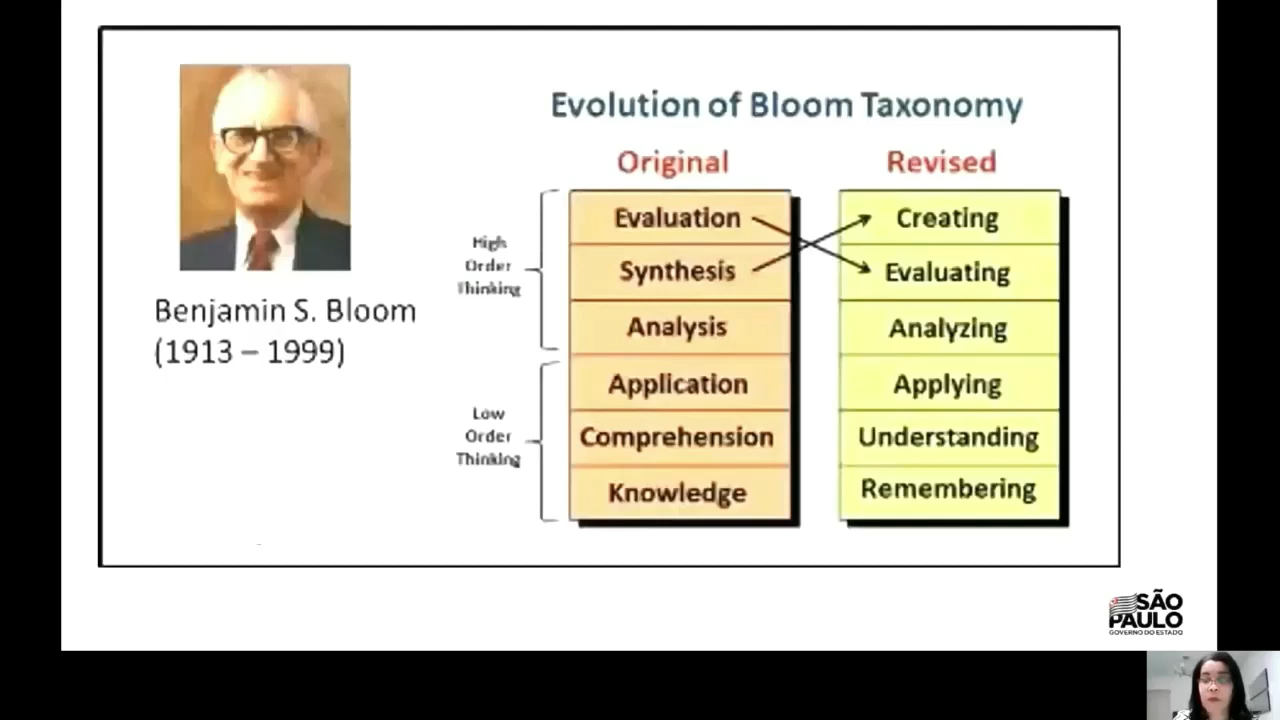 Evolution of Bloom Taxonomy
Original
Revised
Evaluation
Synthesis
Analysis
Application
Comprehension
Knowledge
Creating
Evaluating
Analyzing
Applying
Understanding
Remembering
High
Order
Thinking
Low
Order
Thinking
Benjamin S. Bloom
(1913 – 1999)
SÃO
PAULO
GOVERNO DO ESTADO